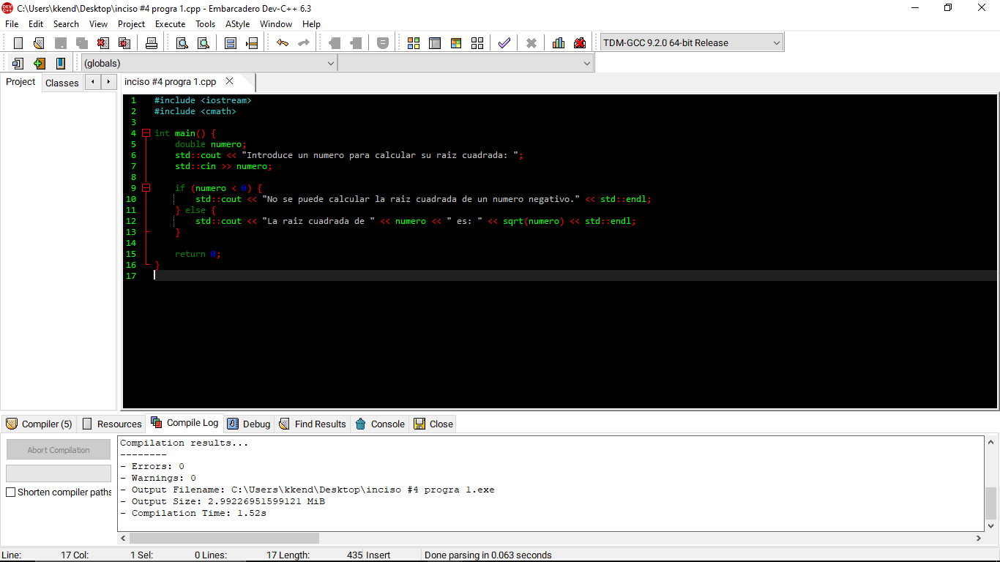 C:\Users\kkend\Desktop\inciso #4 progra 1.cpp - Embarcadero Dev-C++ 6.3
File Edit Search View Project Execute Tools AStyle Window Help
TDM-GCC 9.2.0 64-bit Release
(globals)
Project Classes
inciso #4 progra 1.cpp
1 #include <iostream>
2 #include <cmath>
3
4 int main() {
5     double numero;
6     std::cout << "Introduce un numero para calcular su raiz cuadrada: ";
7     std::cin >> numero;
8
9     if (numero < 0) {
10         std::cout << "No se puede calcular la raiz cuadrada de un numero negativo." << std::endl;
11     } else {
12         std::cout << "La raiz cuadrada de " << numero << " es: " << sqrt(numero) << std::endl;
13     }
14
15     return 0;
16 }
17
Compiler (5) Resources Compile Log Debug Find Results Console Close
Abort Compilation
Shorten compiler paths
Compilation results...
--------
- Errors: 0
- Warnings: 0
- Output Filename: C:\Users\kkend\Desktop\inciso #4 progra 1.exe
- Output Size: 2.99226951599121 MiB
- Compilation Time: 1.52s
Line: 17 Col: 1 Sel: 0 Lines: 17 Length: 435 Insert Done parsing in 0.063 seconds